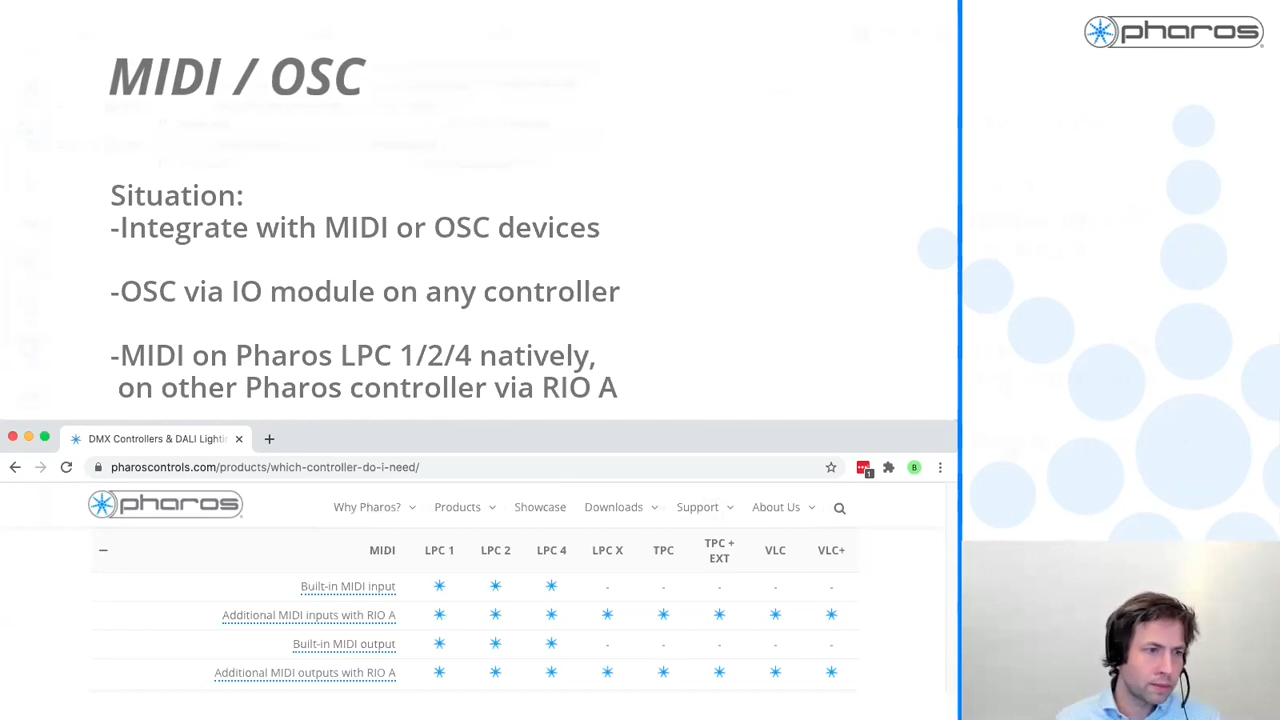 pharos
MIDI / OSC
Situation:
-Integrate with MIDI or OSC devices
-OSC via IO module on any controller
-MIDI on Pharos LPC 1/2/4 natively,
on other Pharos controller via RIO A
DMX Controllers & DALI Lightin
pharoscontrols.com/products/which-controller-do-i-need/
1
B
pharos
Why Pharos? Products Showcase Downloads Support About Us
MIDI LPC 1 LPC 2 LPC 4 LPC X TPC TPC + EXT VLC VLC+
Built-in MIDI input - - - - -
Additional MIDI inputs with RIO A
Built-in MIDI output - - - - -
Additional MIDI outputs with RIO A